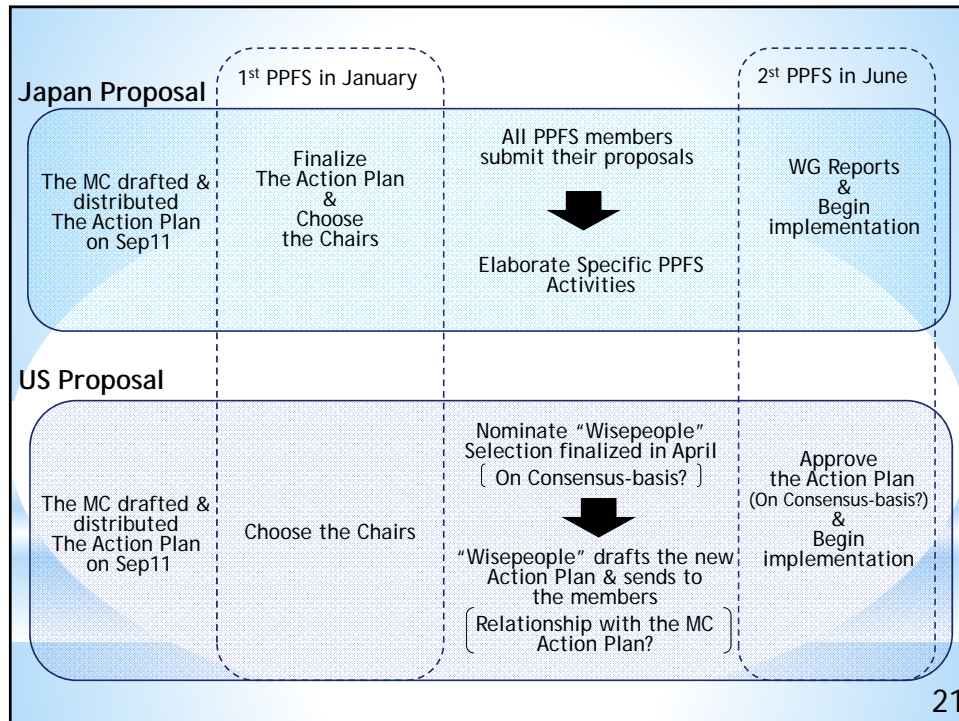 1st PPFS in January
2st PPFS in June
Japan Proposal
The MC drafted &
distributed
The Action Plan
on Sep11
Finalize
The Action Plan
&
Choose
the Chairs
All PPFS members
submit their proposals
Elaborate Specific PPFS
Activities
WG Reports
&
Begin
implementation
US Proposal
The MC drafted &
distributed
The Action Plan
on Sep11
Choose the Chairs
Nominate “Wisepeople”
Selection finalized in April
On Consensus-basis?
“Wisepeople” drafts the new
Action Plan & sends to
the members
Relationship with the MC
Action Plan?
Approve
the Action Plan
(On Consensus-basis?)
&
Begin
implementation
21